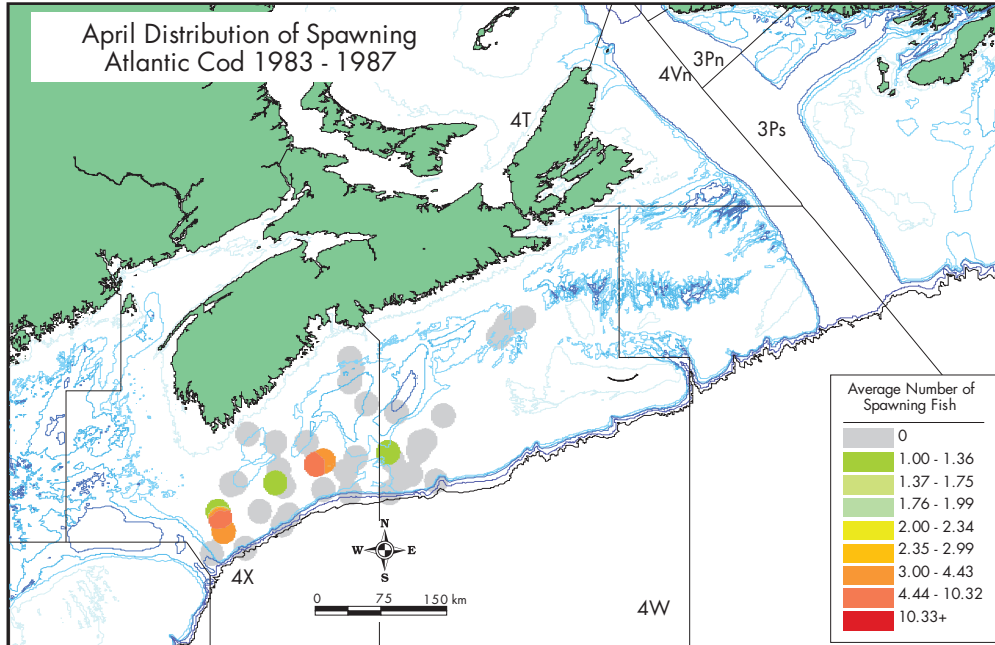 April Distribution of Spawning
Atlantic Cod 1983 - 1987
3Pn
4Vn
4T
3Ps
Average Number of
Spawning Fish
0
1.00 - 1.36
1.37 - 1.75
1.76 - 1.99
2.00 - 2.34
2.35 - 2.99
3.00 - 4.43
4.44 - 10.32
10.33+
N
W E
S
4X
0 75 150 km
4W